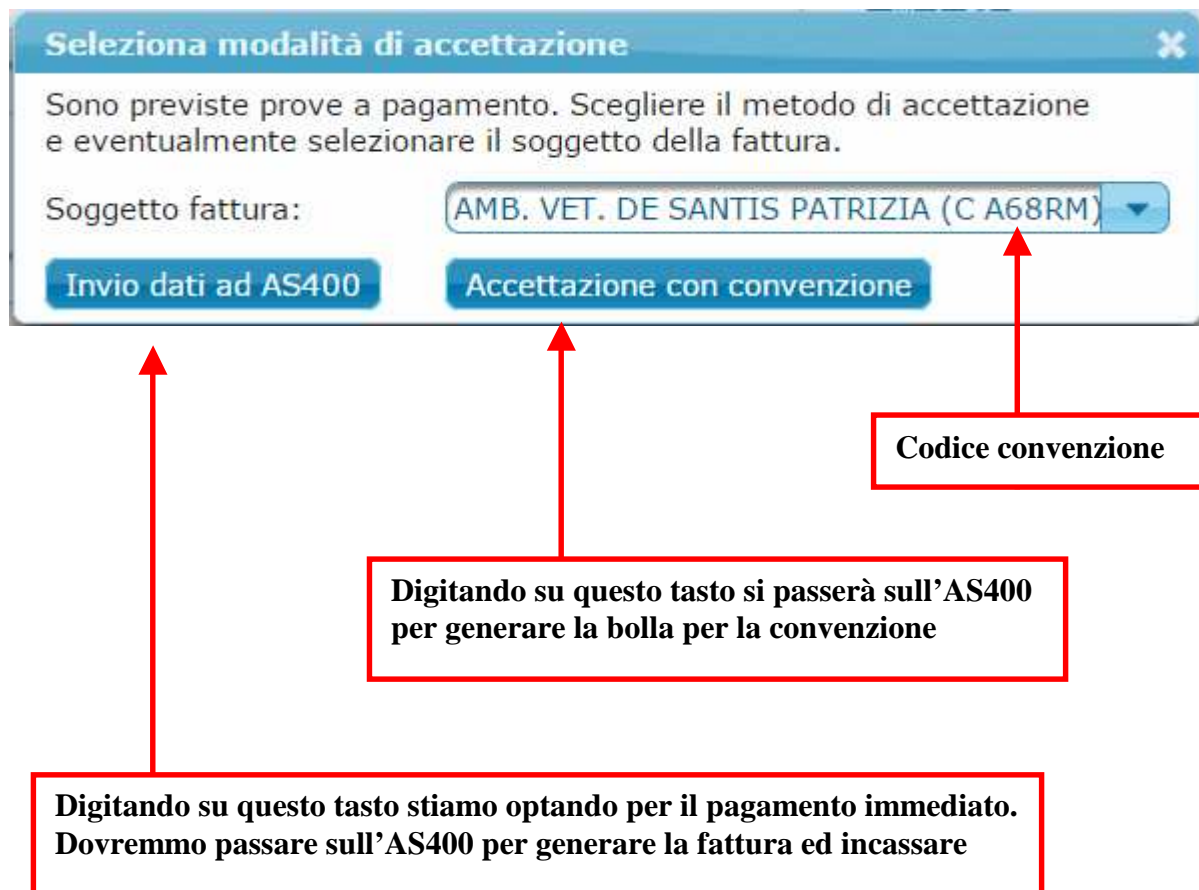 Seleziona modalità di accettazione
Sono previste prove a pagamento. Scegliere il metodo di accettazione
e eventualmente selezionare il soggetto della fattura.
Soggetto fattura:
AMB. VET. DE SANTIS PATRIZIA (C A68RM)
Invio dati ad AS400
Accettazione con convenzione
Codice convenzione
Digitando su questo tasto si passerà sull’AS400
per generare la bolla per la convenzione
Digitando su questo tasto stiamo optando per il pagamento immediato.
Dovremmo passare sull’AS400 per generare la fattura ed incassare